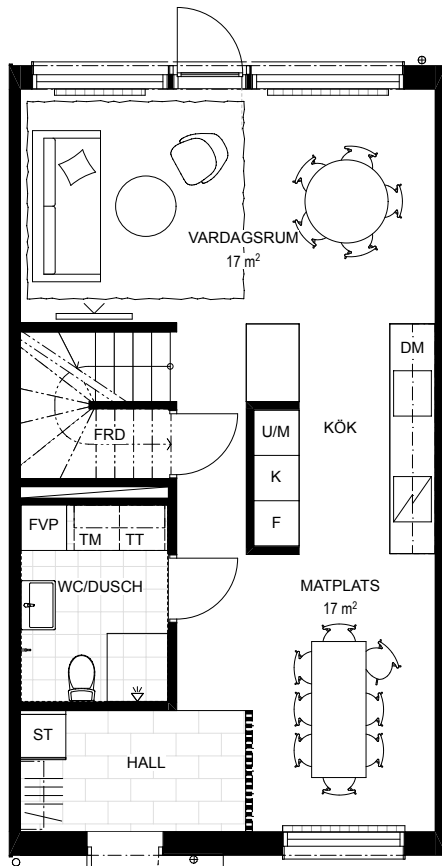 VARDAGSRUM
17 m²
DM
FRD
U/M
KÖK
K
F
FVP
TM
TT
WC/DUSCH
MATPLATS
17 m²
ST
HALL